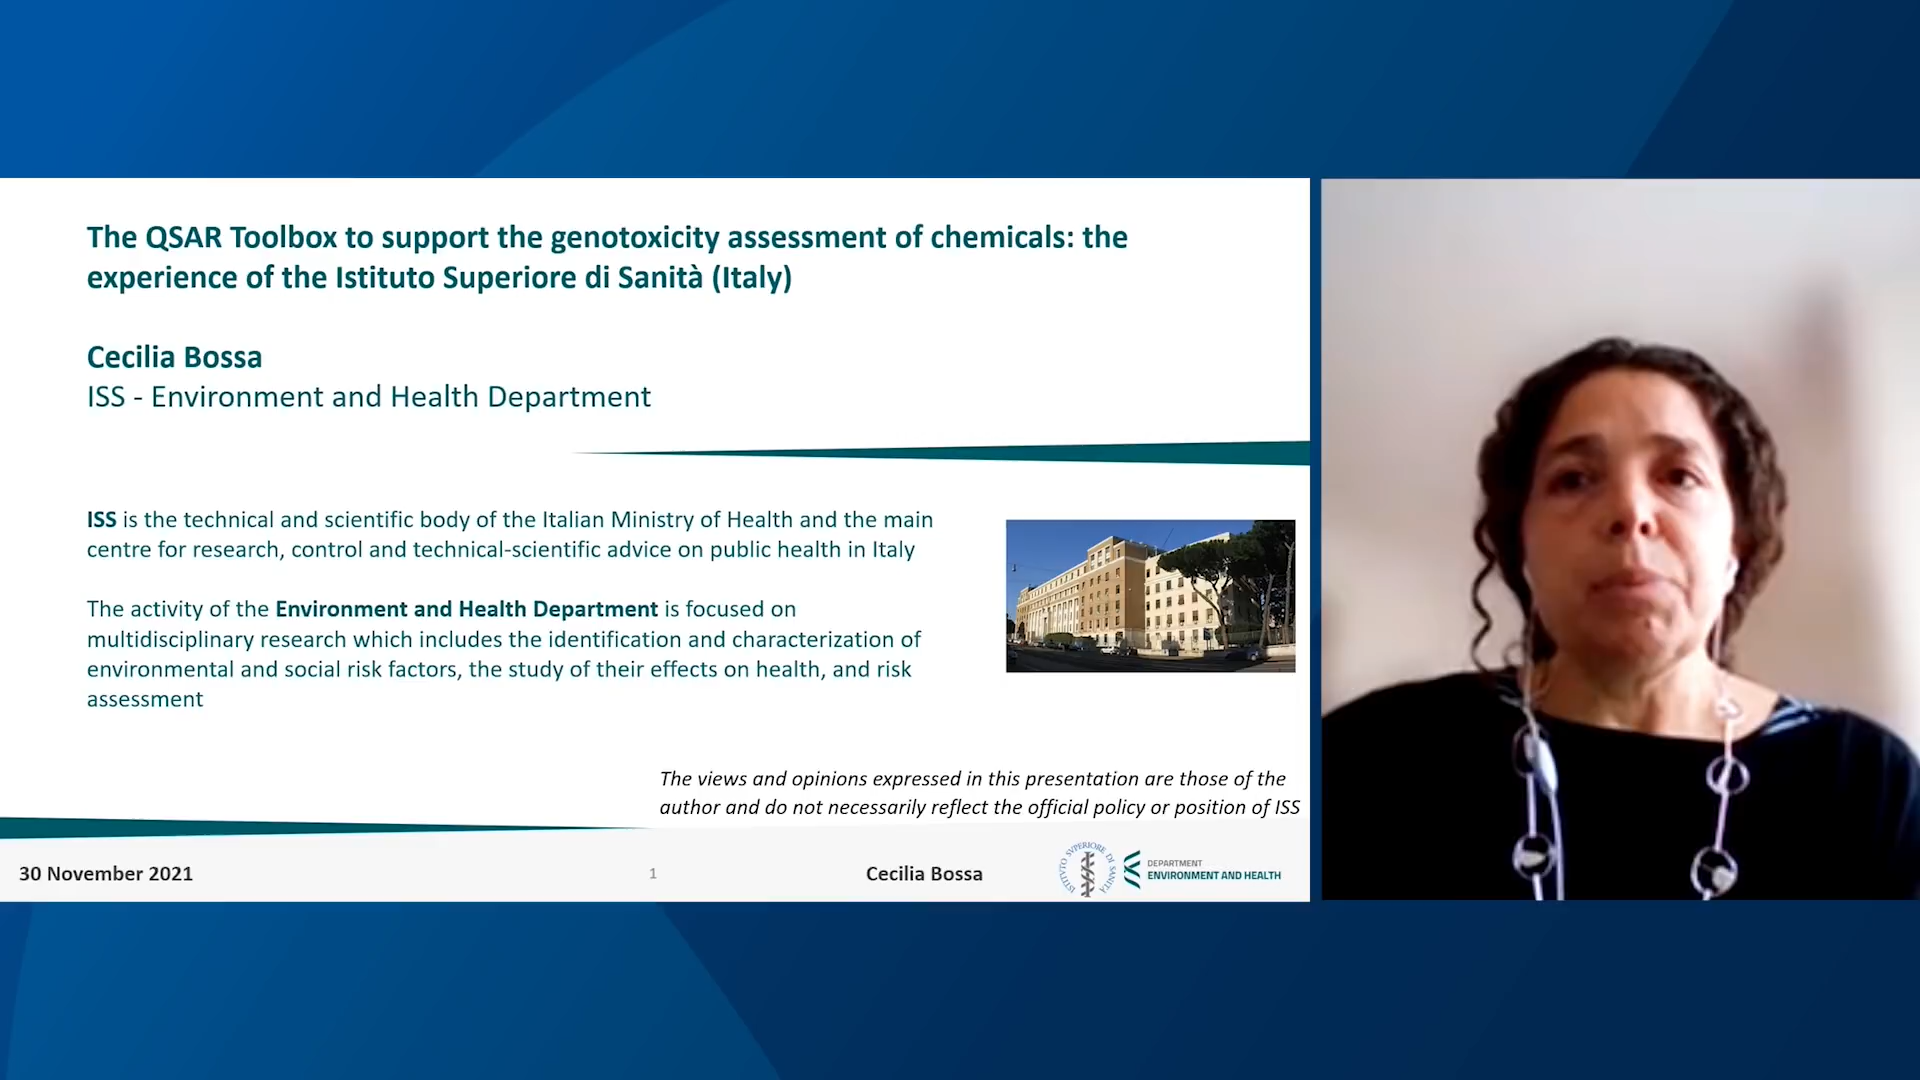 The QSAR Toolbox to support the genotoxicity assessment of chemicals: the
experience of the Istituto Superiore di Sanità (Italy)
Cecilia Bossa
ISS - Environment and Health Department
ISS is the technical and scientific body of the Italian Ministry of Health and the main
centre for research, control and technical-scientific advice on public health in Italy
The activity of the Environment and Health Department is focused on
multidisciplinary research which includes the identification and characterization of
environmental and social risk factors, the study of their effects on health, and risk
assessment
The views and opinions expressed in this presentation are those of the
author and do not necessarily reflect the official policy or position of ISS
30 November 2021
1
Cecilia Bossa
ISTITUTO SVPERIORE DI SANITÀ
DEPARTMENT
ENVIRONMENT AND HEALTH